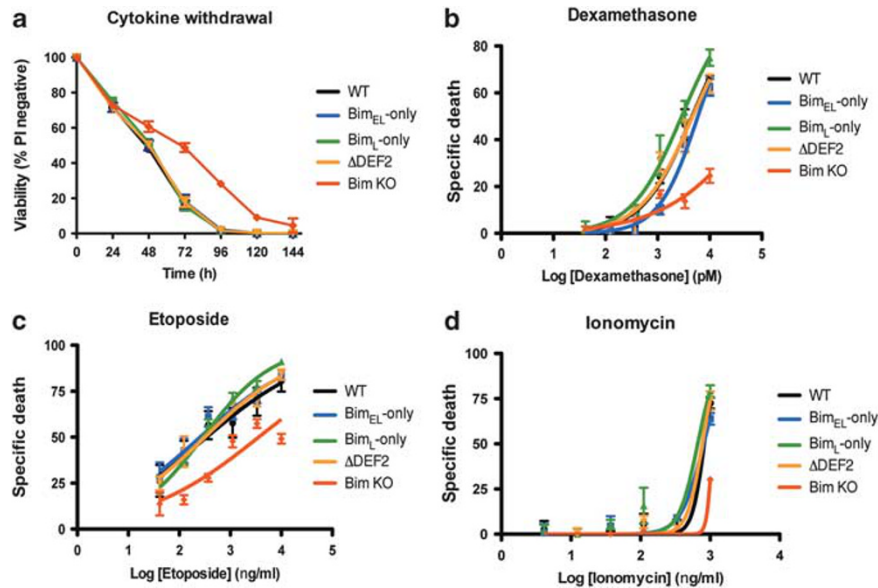 a
Cytokine withdrawal
Viability (% PI negative)
100
80
60
40
20
0
0 24 48 72 96 120 144
Time (h)
WT
BimEL-only
BimL-only
ΔDEF2
Bim KO
b
Dexamethasone
Specific death
80
60
40
20
0
0 1 2 3 4 5
Log [Dexamethasone] (pM)
WT
BimEL-only
BimL-only
ΔDEF2
Bim KO
c
Etoposide
Specific death
100
75
50
25
0
0 1 2 3 4 5
Log [Etoposide] (ng/ml)
WT
BimEL-only
BimL-only
ΔDEF2
Bim KO
d
Ionomycin
Specific death
100
75
50
25
0
0 1 2 3 4
Log [Ionomycin] (ng/ml)
WT
BimEL-only
BimL-only
ΔDEF2
Bim KO